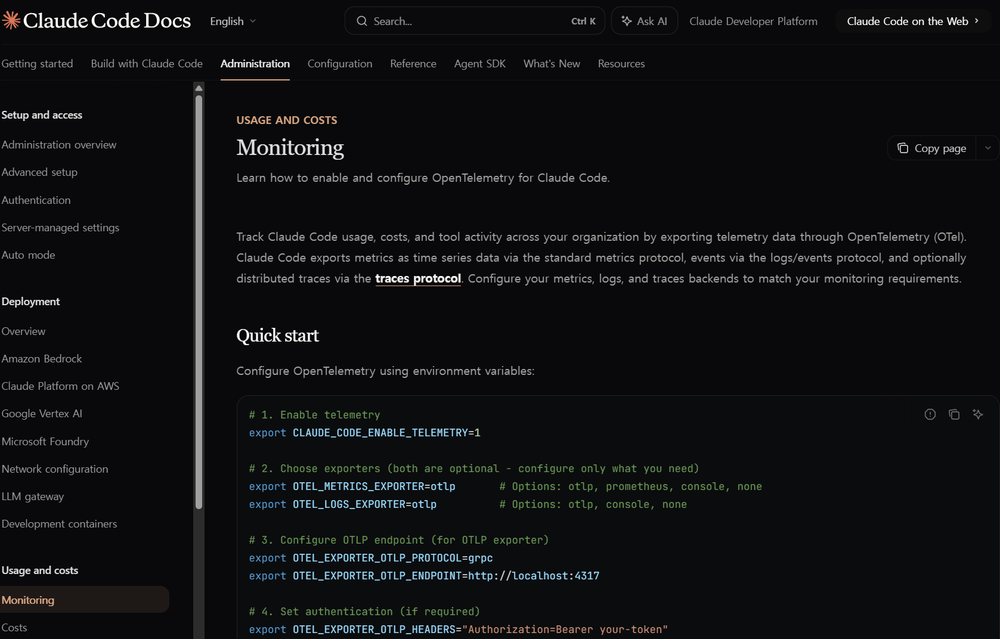 Claude Code Docs
English
Search...
Ctrl K
Ask AI
Claude Developer Platform
Claude Code on the Web
Getting started
Build with Claude Code
Administration
Configuration
Reference
Agent SDK
What's New
Resources
Setup and access
Administration overview
Advanced setup
Authentication
Server-managed settings
Auto mode
Deployment
Overview
Amazon Bedrock
Claude Platform on AWS
Google Vertex AI
Microsoft Foundry
Network configuration
LLM gateway
Development containers
Usage and costs
Monitoring
Costs
USAGE AND COSTS
Monitoring
Copy page
Learn how to enable and configure OpenTelemetry for Claude Code.
Track Claude Code usage, costs, and tool activity across your organization by exporting telemetry data through OpenTelemetry (OTel).
Claude Code exports metrics as time series data via the standard metrics protocol, events via the logs/events protocol, and optionally
distributed traces via the traces protocol. Configure your metrics, logs, and traces backends to match your monitoring requirements.
Quick start
Configure OpenTelemetry using environment variables:
# 1. Enable telemetry
export CLAUDE_CODE_ENABLE_TELEMETRY=1
# 2. Choose exporters (both are optional - configure only what you need)
export OTEL_METRICS_EXPORTER=otlp       # Options: otlp, prometheus, console, none
export OTEL_LOGS_EXPORTER=otlp          # Options: otlp, console, none
# 3. Configure OTLP endpoint (for OTLP exporter)
export OTEL_EXPORTER_OTLP_PROTOCOL=grpc
export OTEL_EXPORTER_OTLP_ENDPOINT=http://localhost:4317
# 4. Set authentication (if required)
export OTEL_EXPORTER_OTLP_HEADERS="Authorization=Bearer your-token"